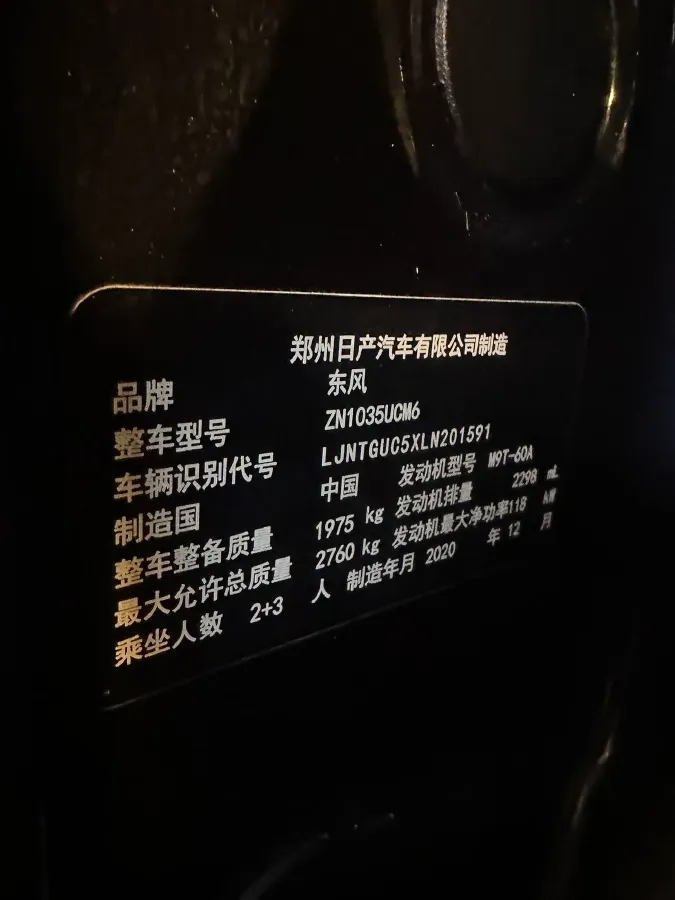 郑州日产汽车有限公司制造
品牌 东风
整车型号 ZN1035UCM6
车辆识别代号 LJNTGUC5XLN201591
制造国 中国 发动机型号 M9T-60A
整车整备质量 1975 kg 发动机排量 2298 mL
最大允许总质量 2760 kg 发动机最大净功率118 kW
乘坐人数 2+3 人 制造年月 2020 年 12 月